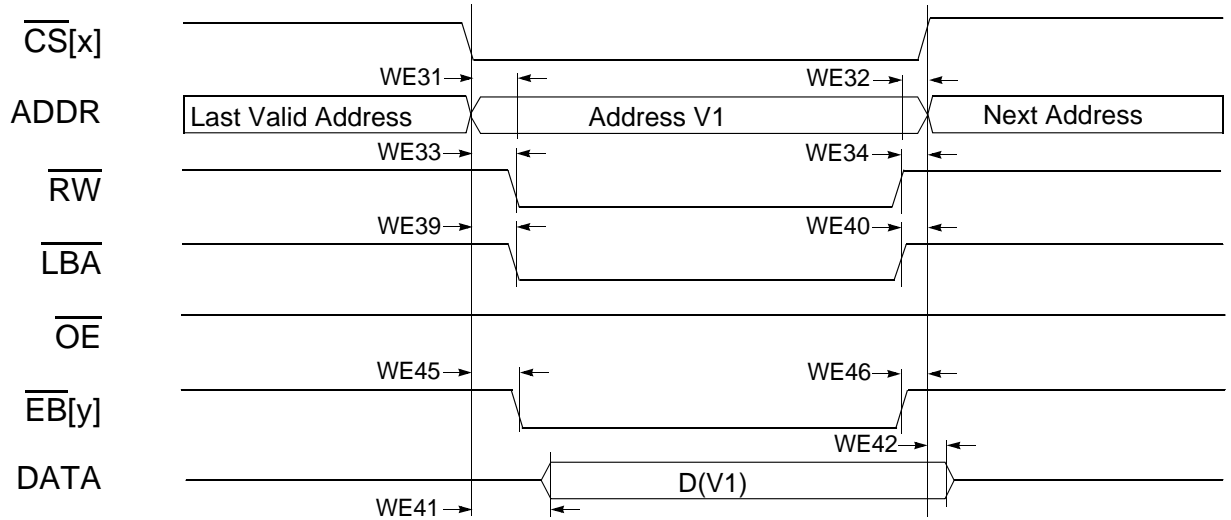 CS[x]
WE31 WE32
ADDR Last Valid Address Address V1 Next Address
WE33 WE34
RW
WE39 WE40
LBA
OE
WE45 WE46
EB[y]
WE42
DATA D(V1)
WE41